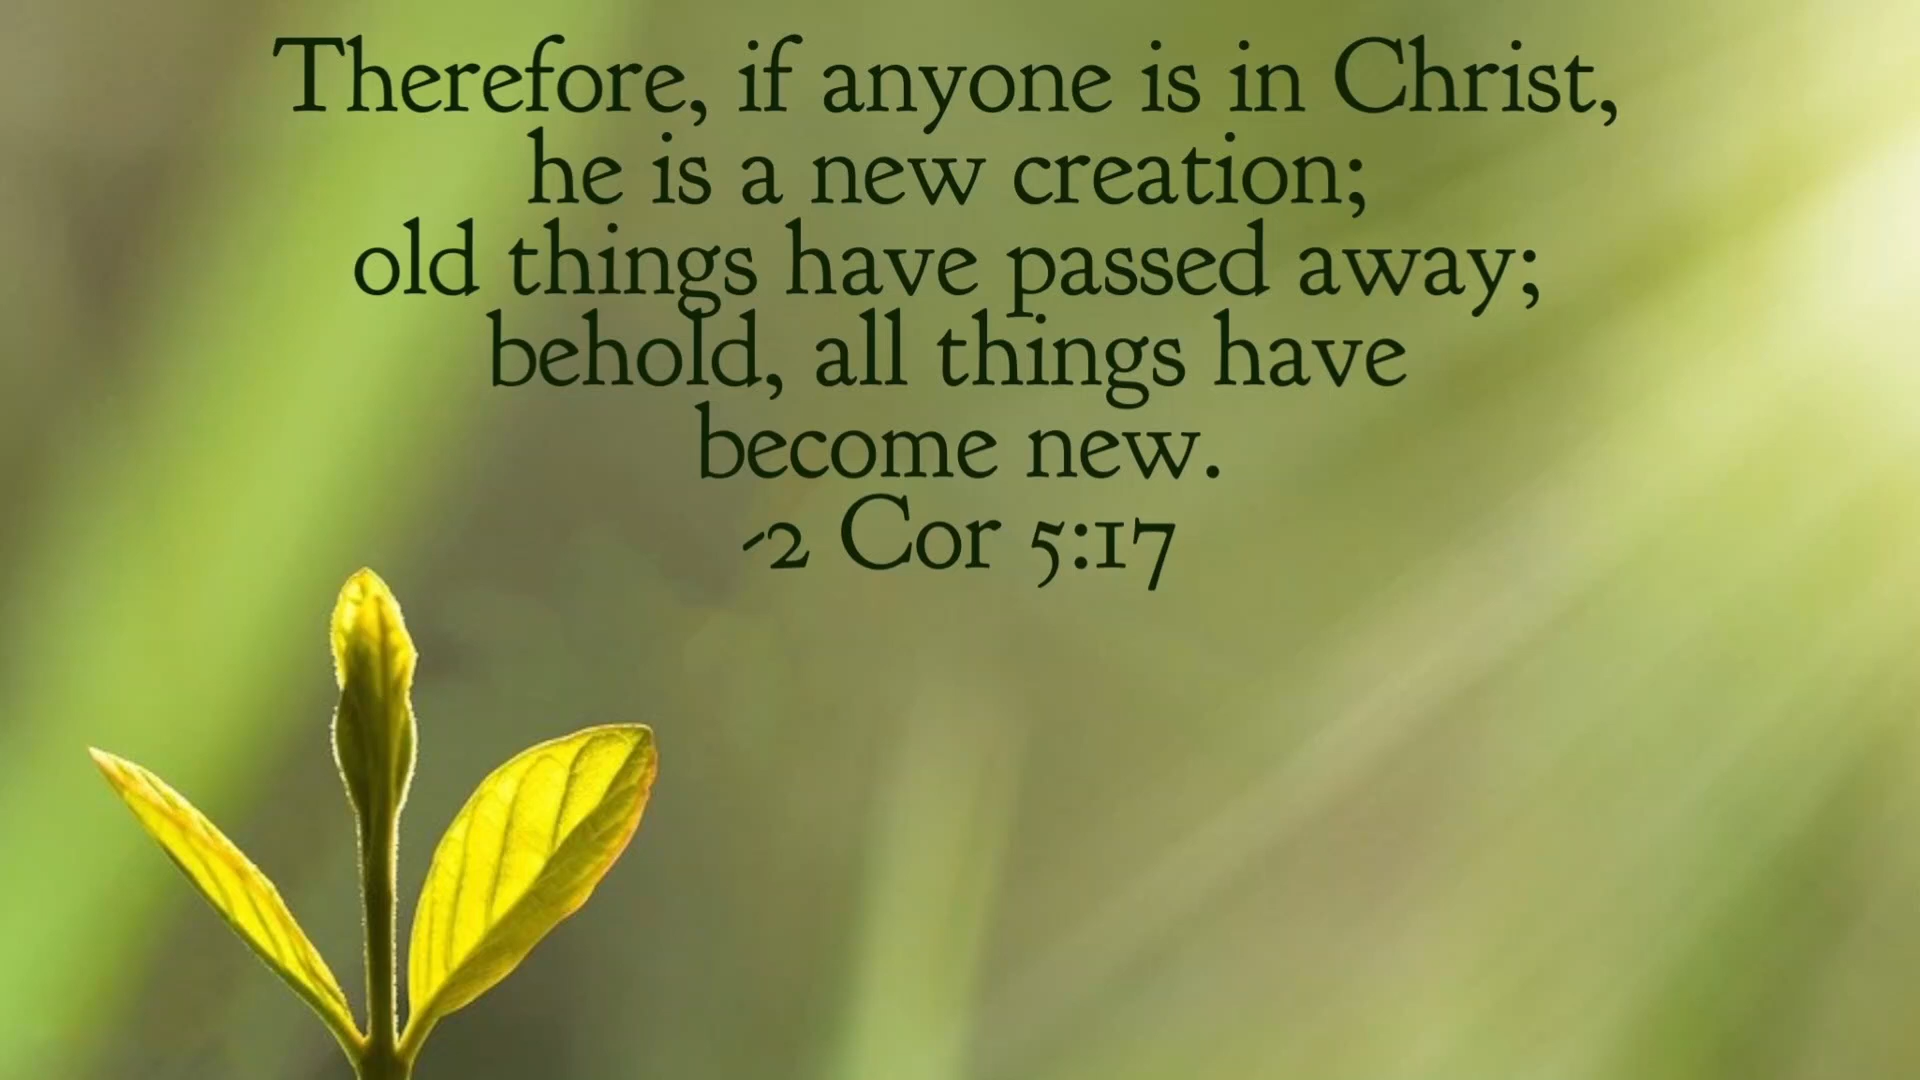 Therefore, if anyone is in Christ,
he is a new creation;
old things have passed away;
behold, all things have
become new.
-2 Cor 5:17